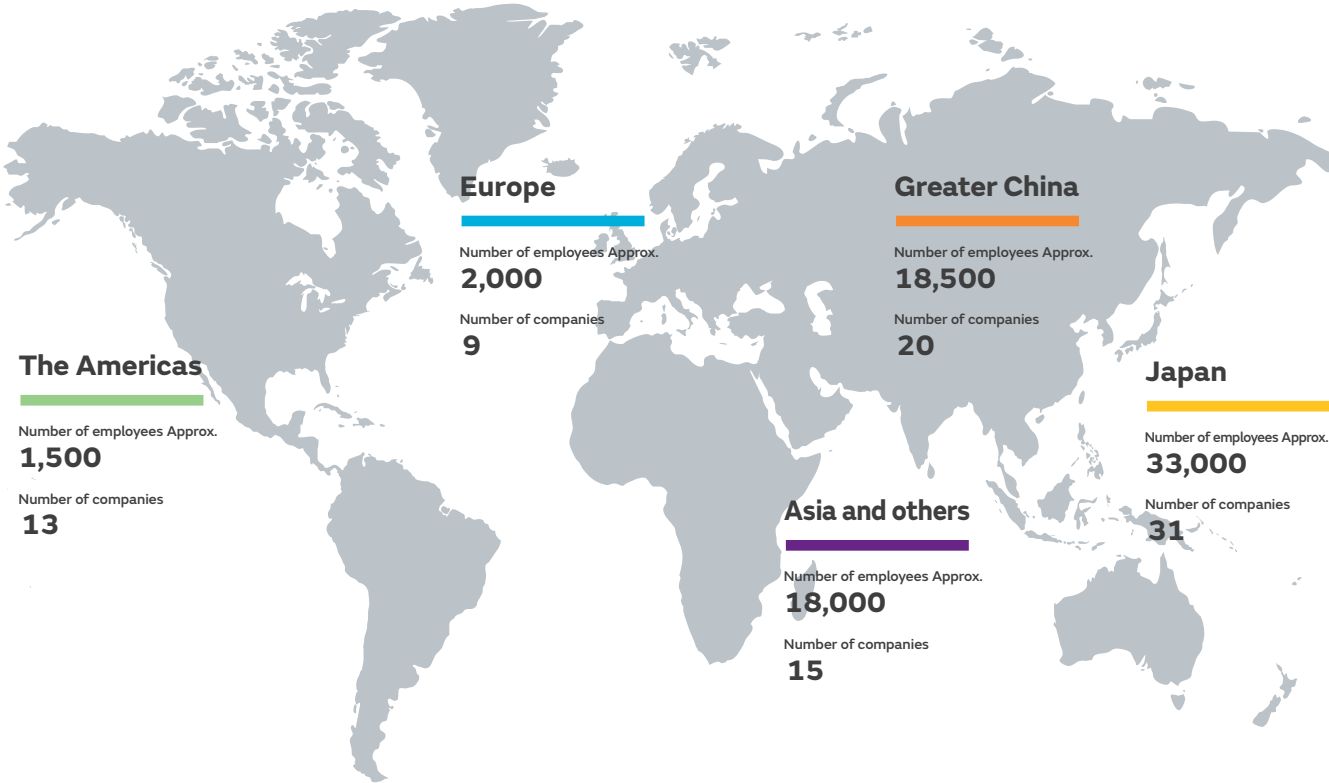 Europe
Number of employees Approx.
2,000
Number of companies
9
Greater China
Number of employees Approx.
18,500
Number of companies
20
The Americas
Number of employees Approx.
1,500
Number of companies
13
Japan
Number of employees Approx.
33,000
Number of companies
31
Asia and others
Number of employees Approx.
18,000
Number of companies
15